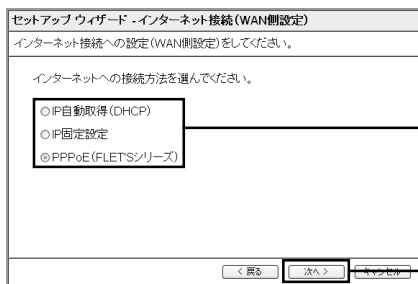 セットアップ ウィザード - インターネット接続(WAN側設定)
インターネット接続への設定(WAN側設定)をしてください。
インターネットへの接続方法を選んでください。
IP自動取得(DHCP)
IP固定設定
PPPoE(FLET'Sシリーズ)
< 戻る 次へ > キャンセル